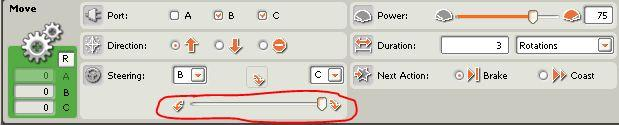 Move
Port: A B C
Power: 75
R
Direction:
Duration: 3 Rotations
0 A
Steering: B C
Next Action: Brake Coast
0 B
0 C